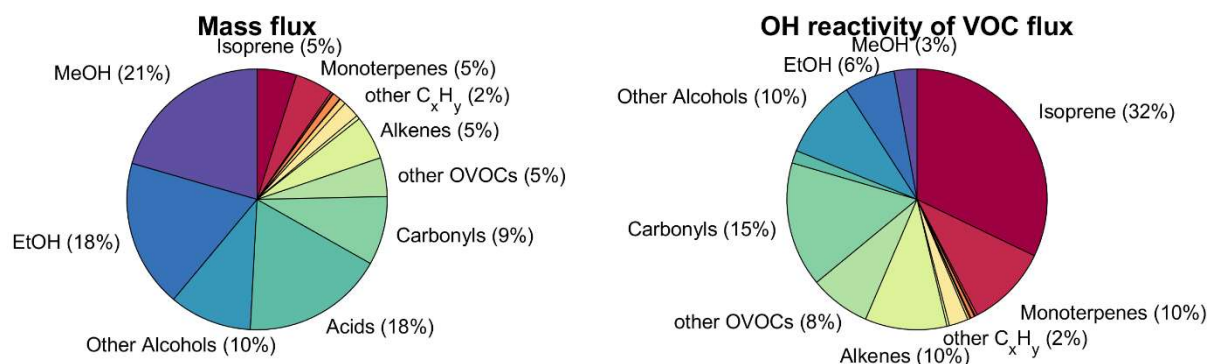 Mass flux
Isoprene (5%)
Monoterpenes (5%)
other CₓHᵧ (2%)
Alkenes (5%)
other OVOCs (5%)
Carbonyls (9%)
Acids (18%)
Other Alcohols (10%)
EtOH (18%)
MeOH (21%)
OH reactivity of VOC flux
MeOH (3%)
EtOH (6%)
Other Alcohols (10%)
Carbonyls (15%)
other OVOCs (8%)
Alkenes (10%)
other CₓHᵧ (2%)
Monoterpenes (10%)
Isoprene (32%)